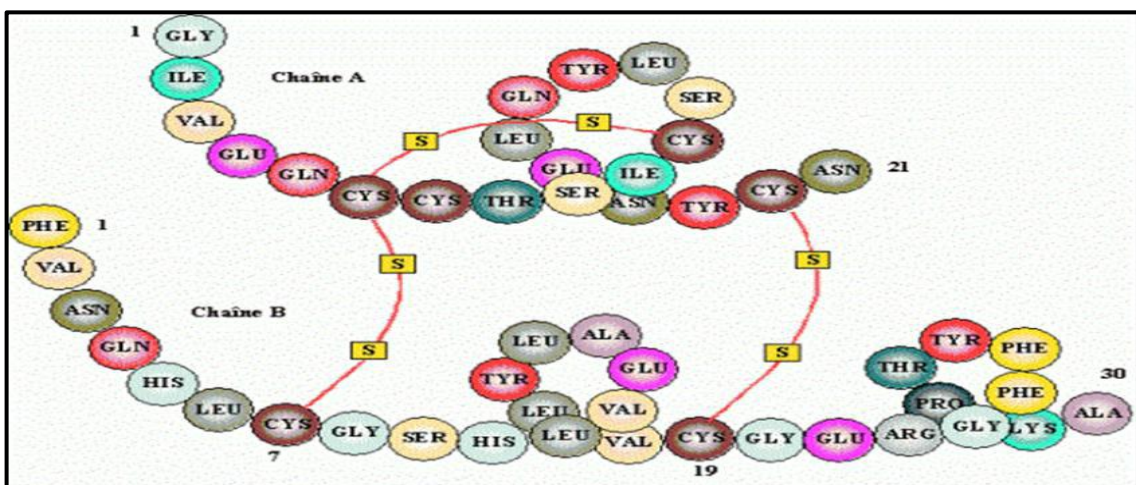 1
GLY
ILE
Chaîne A
VAL
GLU
GLN
CYS
CYS
THR
SER
ILE
CYS
SER
LEU
TYR
GLN
LEU
GLU
ASN
TYR
CYS
ASN
21
S
S
S
S
S
S
PHE
1
VAL
ASN
Chaîne B
GLN
HIS
LEU
CYS
7
GLY
SER
HIS
LEU
VAL
GLU
ALA
LEU
TYR
LEU
VAL
CYS
19
GLY
GLU
ARG
GLY
PHE
PHE
TYR
THR
PRO
LYS
ALA
30